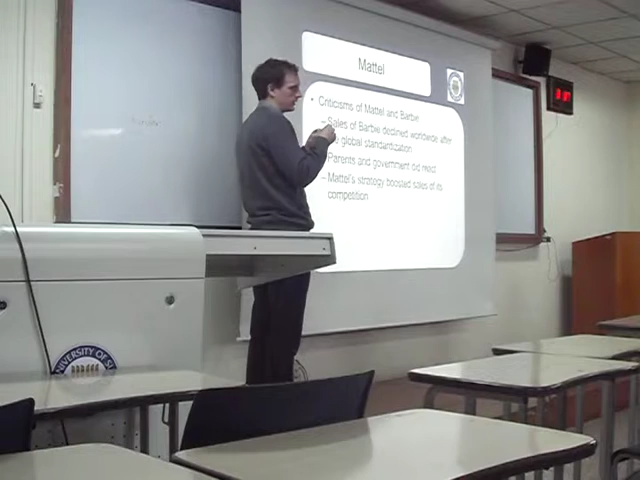 Mattel
• Criticisms of Mattel and Barbie
– Sales of Barbie declined worldwide after
global standardization
Parents and government did react
– Mattel's strategy boosted sales of its
competition
UNIVERSITY OF